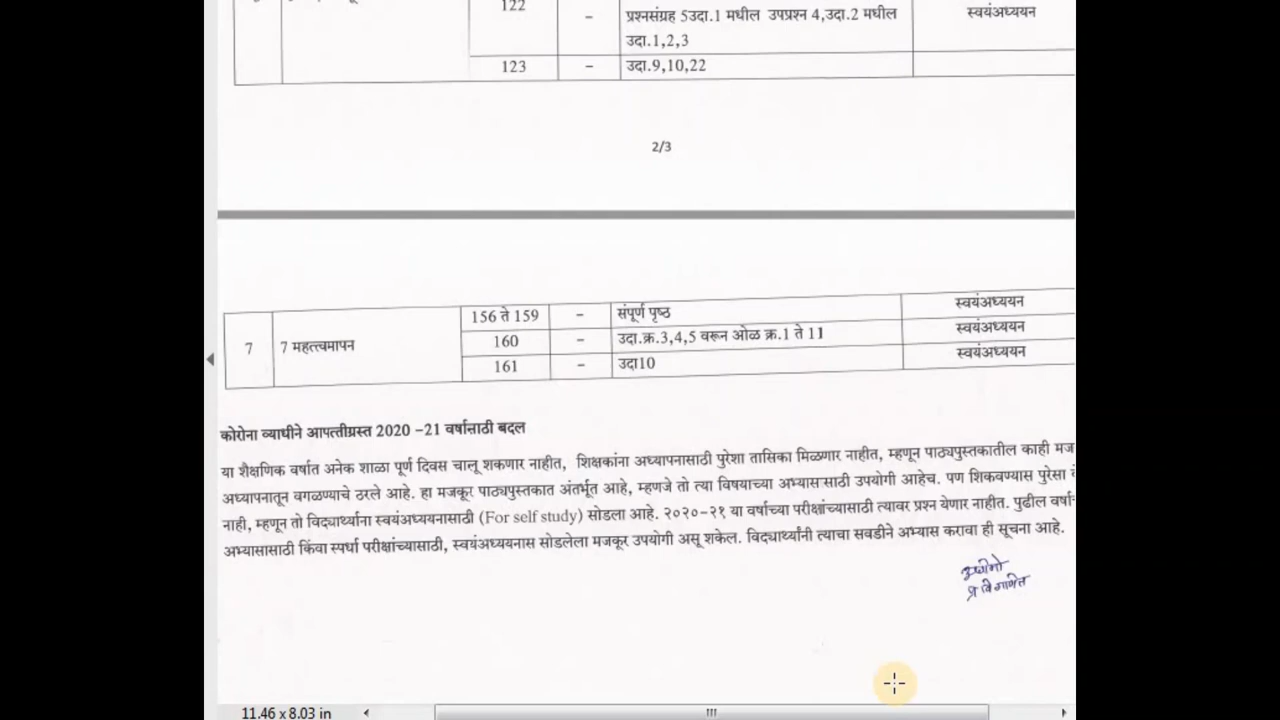 122 – प्रश्नसंग्रह 5उदा.1 मधील उपप्रश्न 4,उदा.2 मधील स्वयंअध्ययन
उदा.1,2,3
123 – उदा.9,10,22
2/3
156 ते 159 – संपूर्ण पृष्ठ स्वयंअध्ययन
7 7 महत्त्वमापन 160 – उदा.क्र.3,4,5 वरून ओळ क्र.1 ते 11 स्वयंअध्ययन
161 – उदा10 स्वयंअध्ययन
कोरोना व्याधीने आपत्तीग्रस्त 2020 –21 वर्षासाठी बदल
या शैक्षणिक वर्षात अनेक शाळा पूर्ण दिवस चालू शकणार नाहीत, शिक्षकांना अध्यापनासाठी पुरेशा तासिका मिळणार नाहीत, म्हणून पाठ्यपुस्तकातील काही मज
अध्यापनातून वगळण्याचे ठरले आहे. हा मजकूर पाठ्यपुस्तकात अंतर्भूत आहे, म्हणजे तो त्या विषयाच्या अभ्यासासाठी उपयोगी आहेच. पण शिकवण्यास पुरेसा
नाही, म्हणून तो विद्यार्थ्यांना स्वयंअध्ययनासाठी (For self study) सोडला आहे. २०२०-२१ या वर्षाच्या परीक्षांच्यासाठी त्यावर प्रश्न येणार नाहीत. पुढील वर्षा
अभ्यासासाठी किंवा स्पर्धा परीक्षांच्यासाठी, स्वयंअध्ययनास सोडलेला मजकूर उपयोगी असू शकेल. विद्यार्थ्यांनी त्याचा सवडीने अभ्यास करावा ही सूचना आहे.
11.46 x 8.03 in